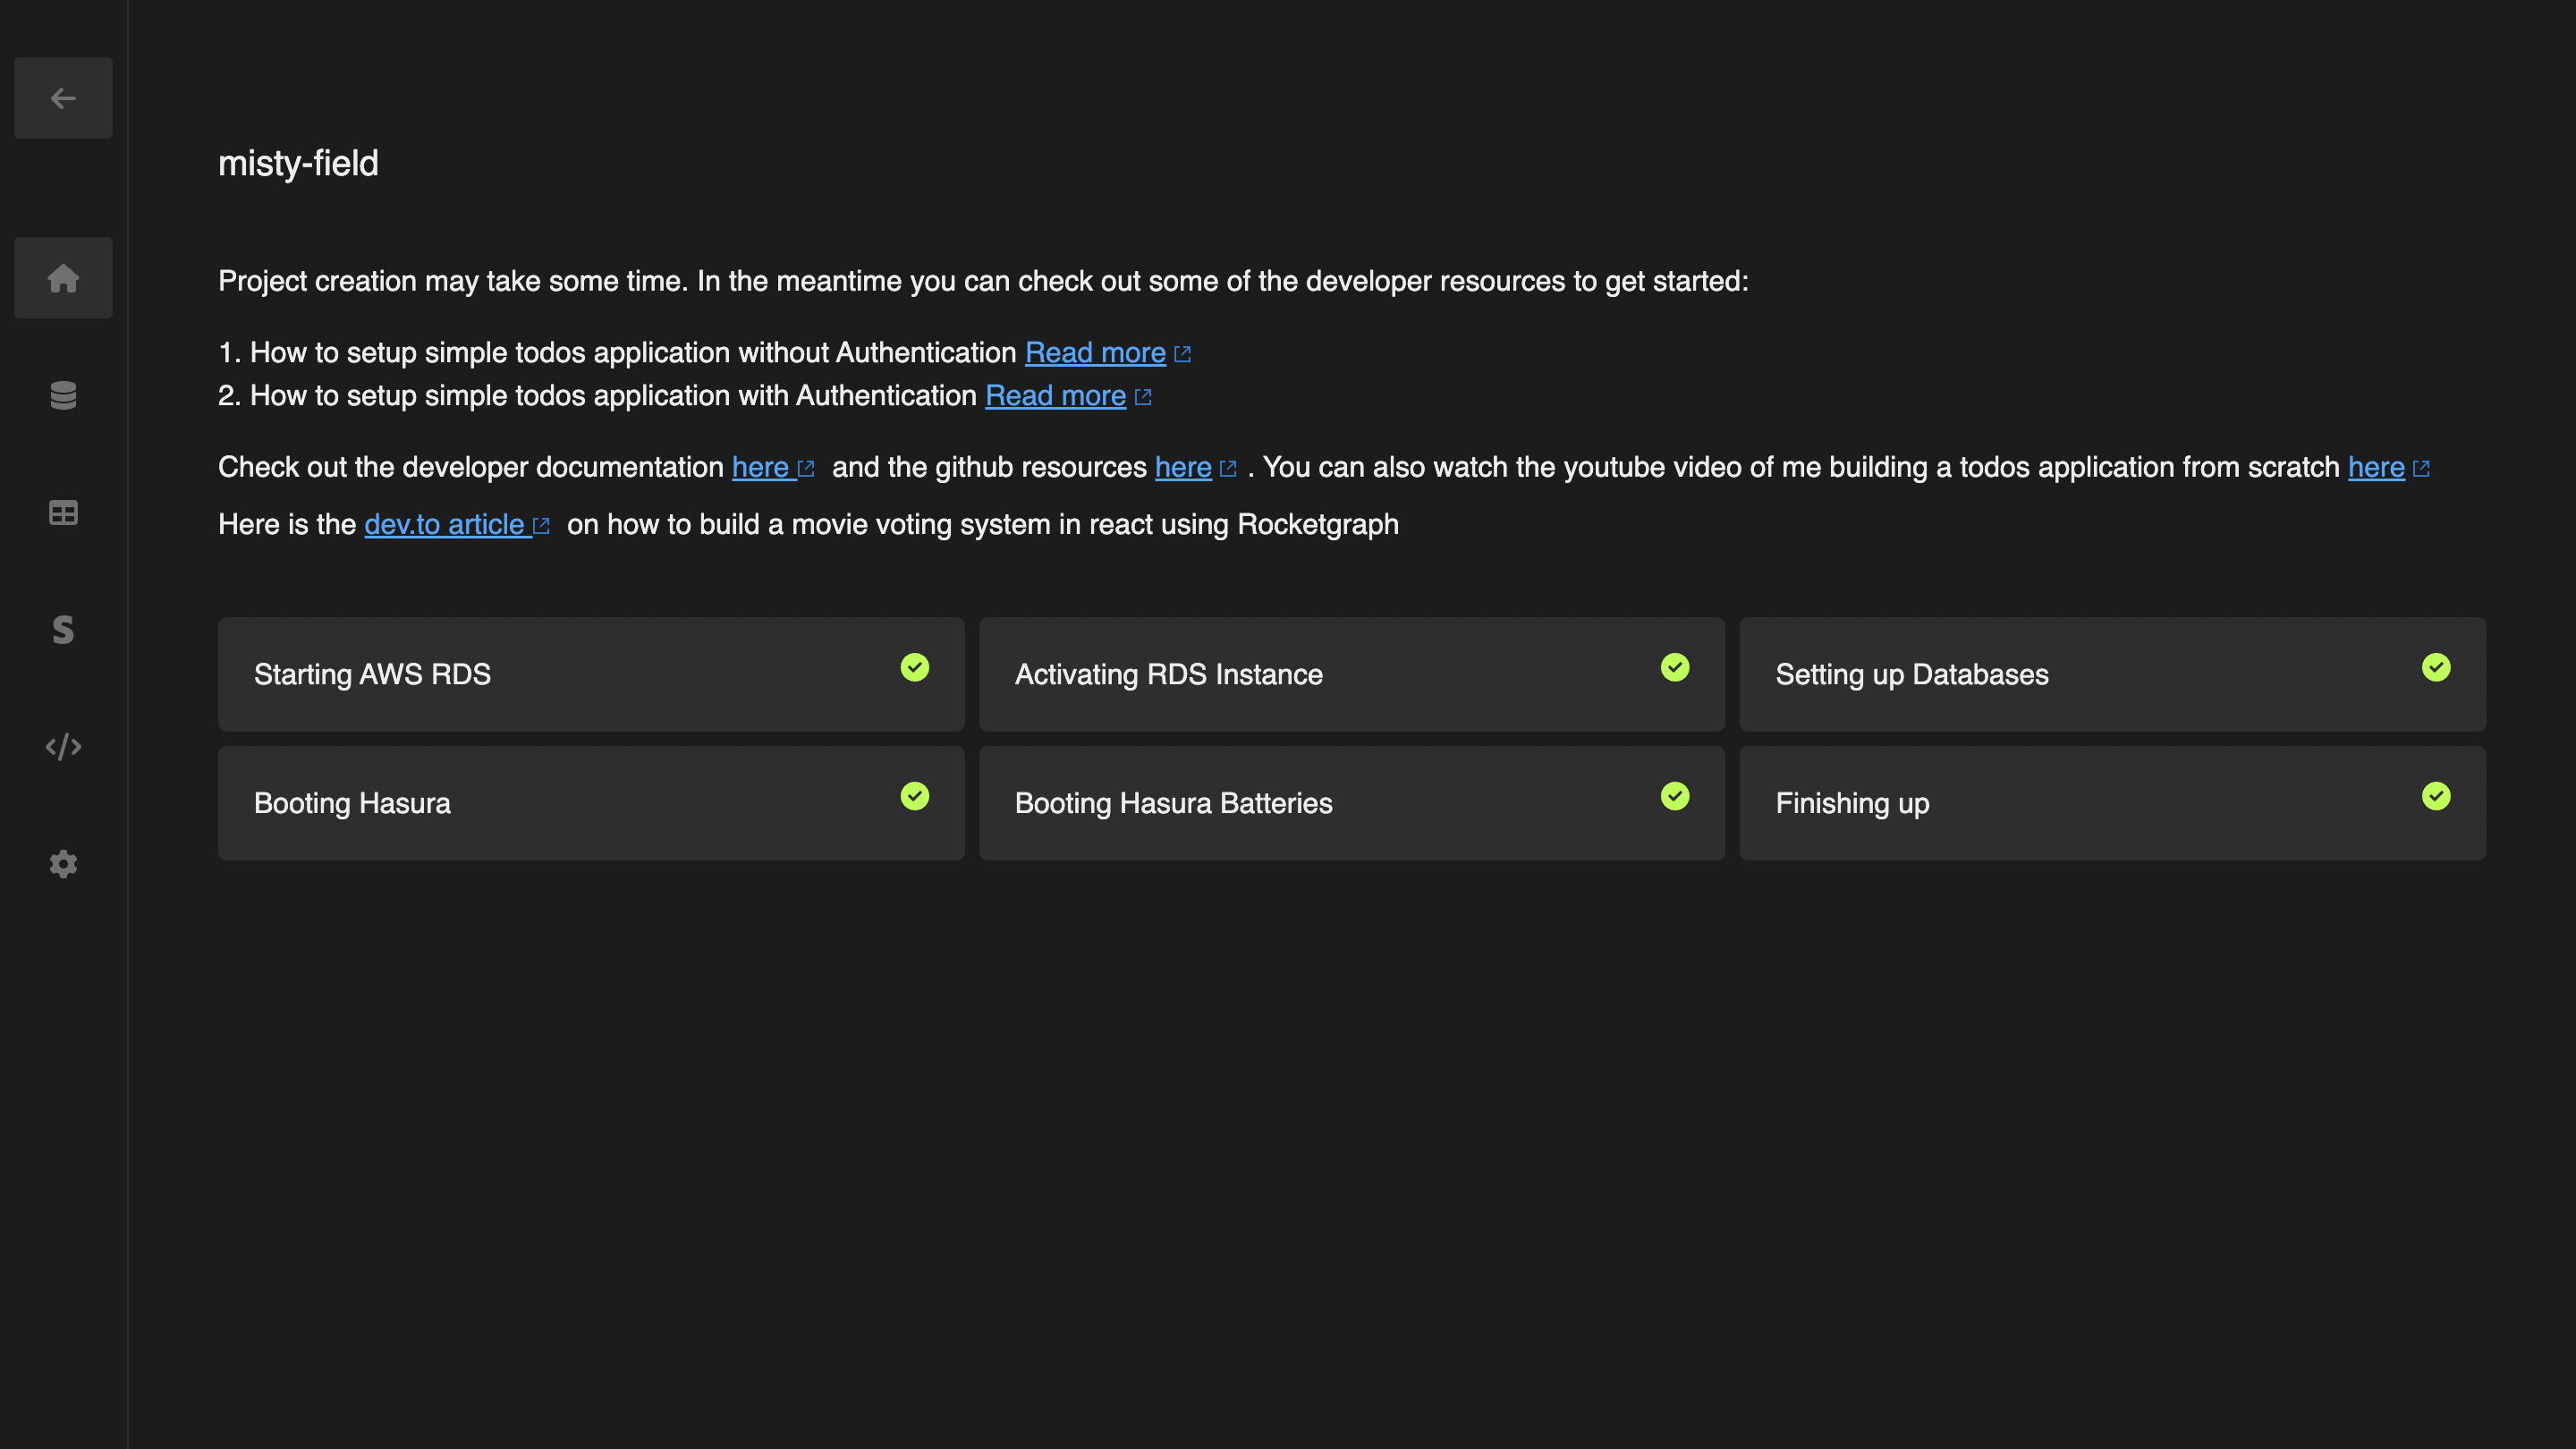 misty-field
Project creation may take some time. In the meantime you can check out some of the developer resources to get started:
1. How to setup simple todos application without Authentication Read more
2. How to setup simple todos application with Authentication Read more
Check out the developer documentation here and the github resources here . You can also watch the youtube video of me building a todos application from scratch here
Here is the dev.to article on how to build a movie voting system in react using Rocketgraph
S
Starting AWS RDS
Activating RDS Instance
Setting up Databases
Booting Hasura
Booting Hasura Batteries
Finishing up